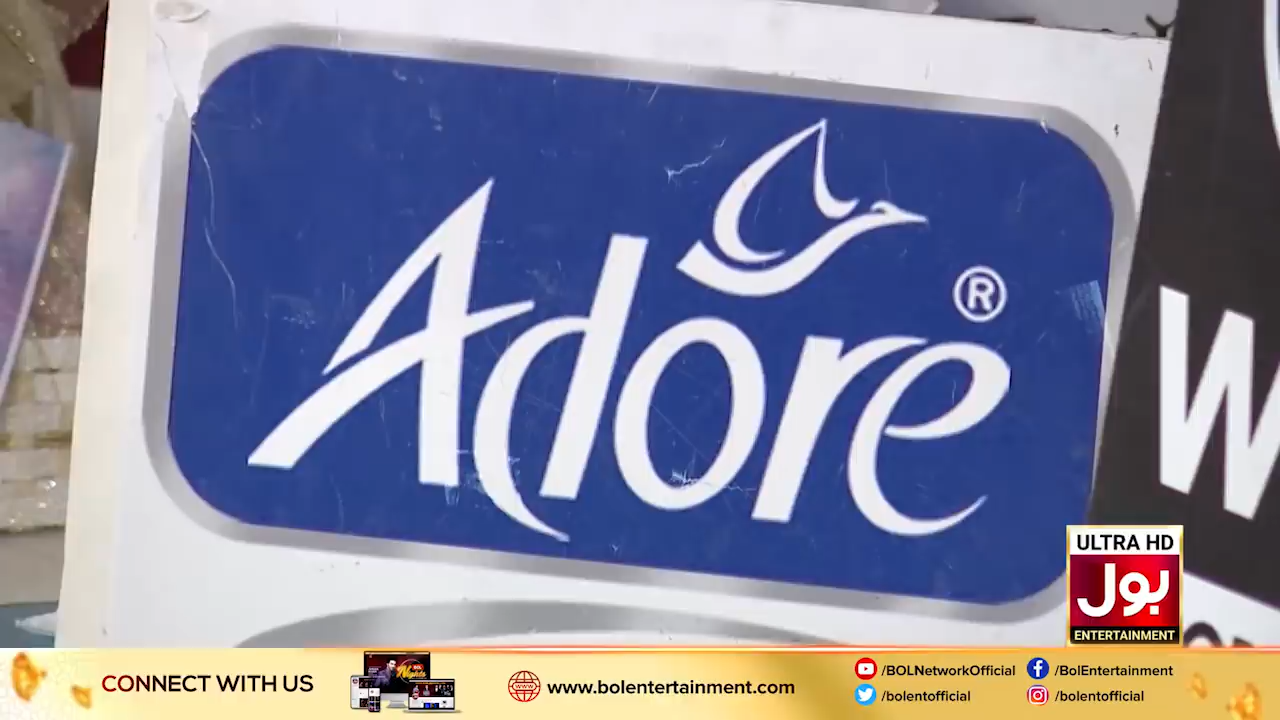 Adore
®
W
ULTRA HD
بول
ENTERTAINMENT
CONNECT WITH US
www.bolentertainment.com
/BOLNetworkOfficial
/BolEntertainment
/bolentofficial
/bolentofficial